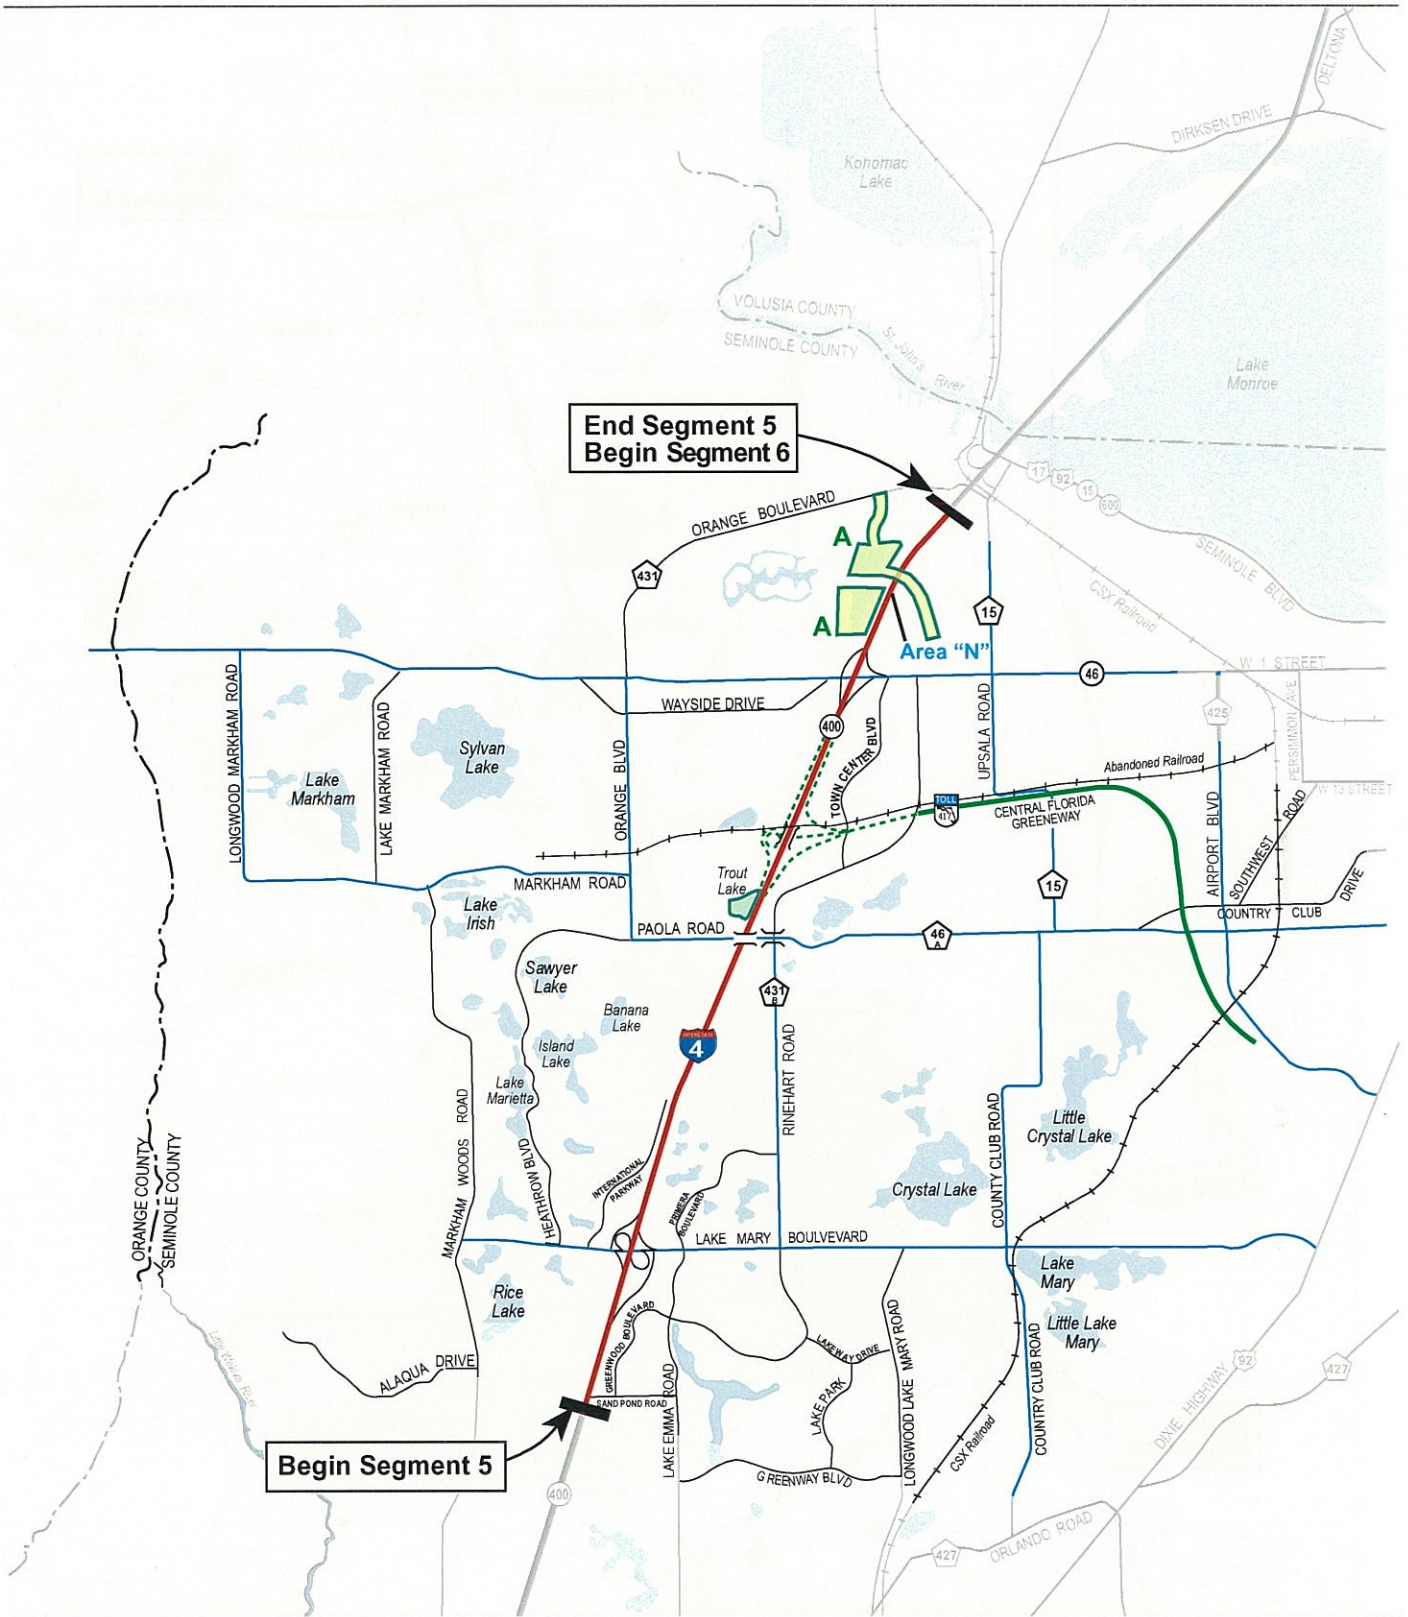 DELTONA
DIRKSEN DRIVE
Konomac
Lake
VOLUSIA COUNTY
SEMINOLE COUNTY
St. John's River
Lake
Monroe
End Segment 5
Begin Segment 6
17
92
15
600
ORANGE BOULEVARD
SEMINOLE BLVD
A
431
CSX Railroad
15
A
Area “N”
W 1 STREET
46
WAYSIDE DRIVE
LONGWOOD MARKHAM ROAD
LAKE MARKHAM ROAD
UPSALA ROAD
PERSIMMON AVE
425
400
Sylvan
Lake
TOWN CENTER BLVD
ORANGE BLVD
Abandoned Railroad
Lake
Markham
W 13 STREET
TOLL
417
CENTRAL FLORIDA
GREENEWAY
AIRPORT BLVD
SOUTHWEST ROAD
Trout
Lake
MARKHAM ROAD
15
DRIVE
Lake
Irish
COUNTRY CLUB
PAOLA ROAD
46
A
Sawyer
Lake
431
B
Banana
Lake
INTERSTATE
4
Island
Lake
RINEHART ROAD
Lake
Marietta
MARKHAM WOODS ROAD
COUNTY CLUB ROAD
Little
Crystal Lake
ORANGE COUNTY
SEMINOLE COUNTY
HEATHROW BLVD
INTERNATIONAL
PARKWAY
PRIMERA
BOULEVARD
Crystal Lake
LAKE MARY BOULVEVARD
Lake
Mary
Rice
Lake
Little Lake
Mary
GREENWOOD BOULEVARD
LAKEWAY DRIVE
LONGWOOD LAKE MARY ROAD
COUNTRY CLUB ROAD
92
427
ALAQUA DRIVE
LAKE PARK
DIXIE HIGHWAY
SAND POND ROAD
LAKE EMMA ROAD
CSX Railroad
Begin Segment 5
GREENWAY BLVD
400
ORLANDO ROAD
427